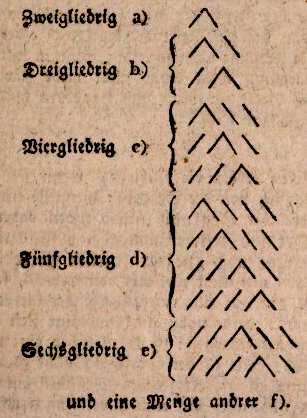 Zweigliedrig a)
Dreigliedrig b)
Viergliedrig c)
Fünfgliedrig d)
Sechsgliedrig e)
und eine Menge andrer f).